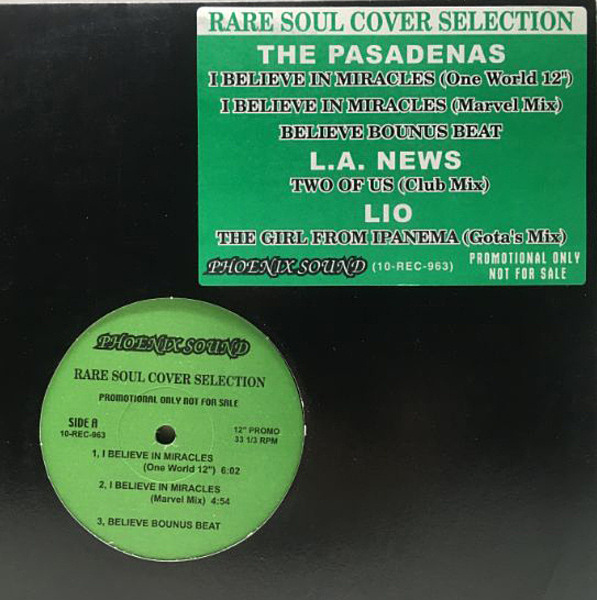 RARE SOUL COVER SELECTION
THE PASADENAS
I BELIEVE IN MIRACLES (One World 12")
I BELIEVE IN MIRACLES (Marvel Mix)
BELIEVE BOUNUS BEAT
L.A. NEWS
TWO OF US (Club Mix)
LIO
THE GIRL FROM IPANEMA (Gota's Mix)
PHOENIX SOUND (10-REC-963)
PROMOTIONAL ONLY
NOT FOR SALE
PHOENIX SOUND
RARE SOUL COVER SELECTION
PROMOTIONAL ONLY NOT FOR SALE
SIDE A
10-REC-963
12" PROMO
33 1/3 RPM
1, I BELIEVE IN MIRACLES
(One World 12") 6:02
2, I BELIEVE IN MIRACLES
(Marvel Mix) 4:54
3, BELIEVE BOUNUS BEAT